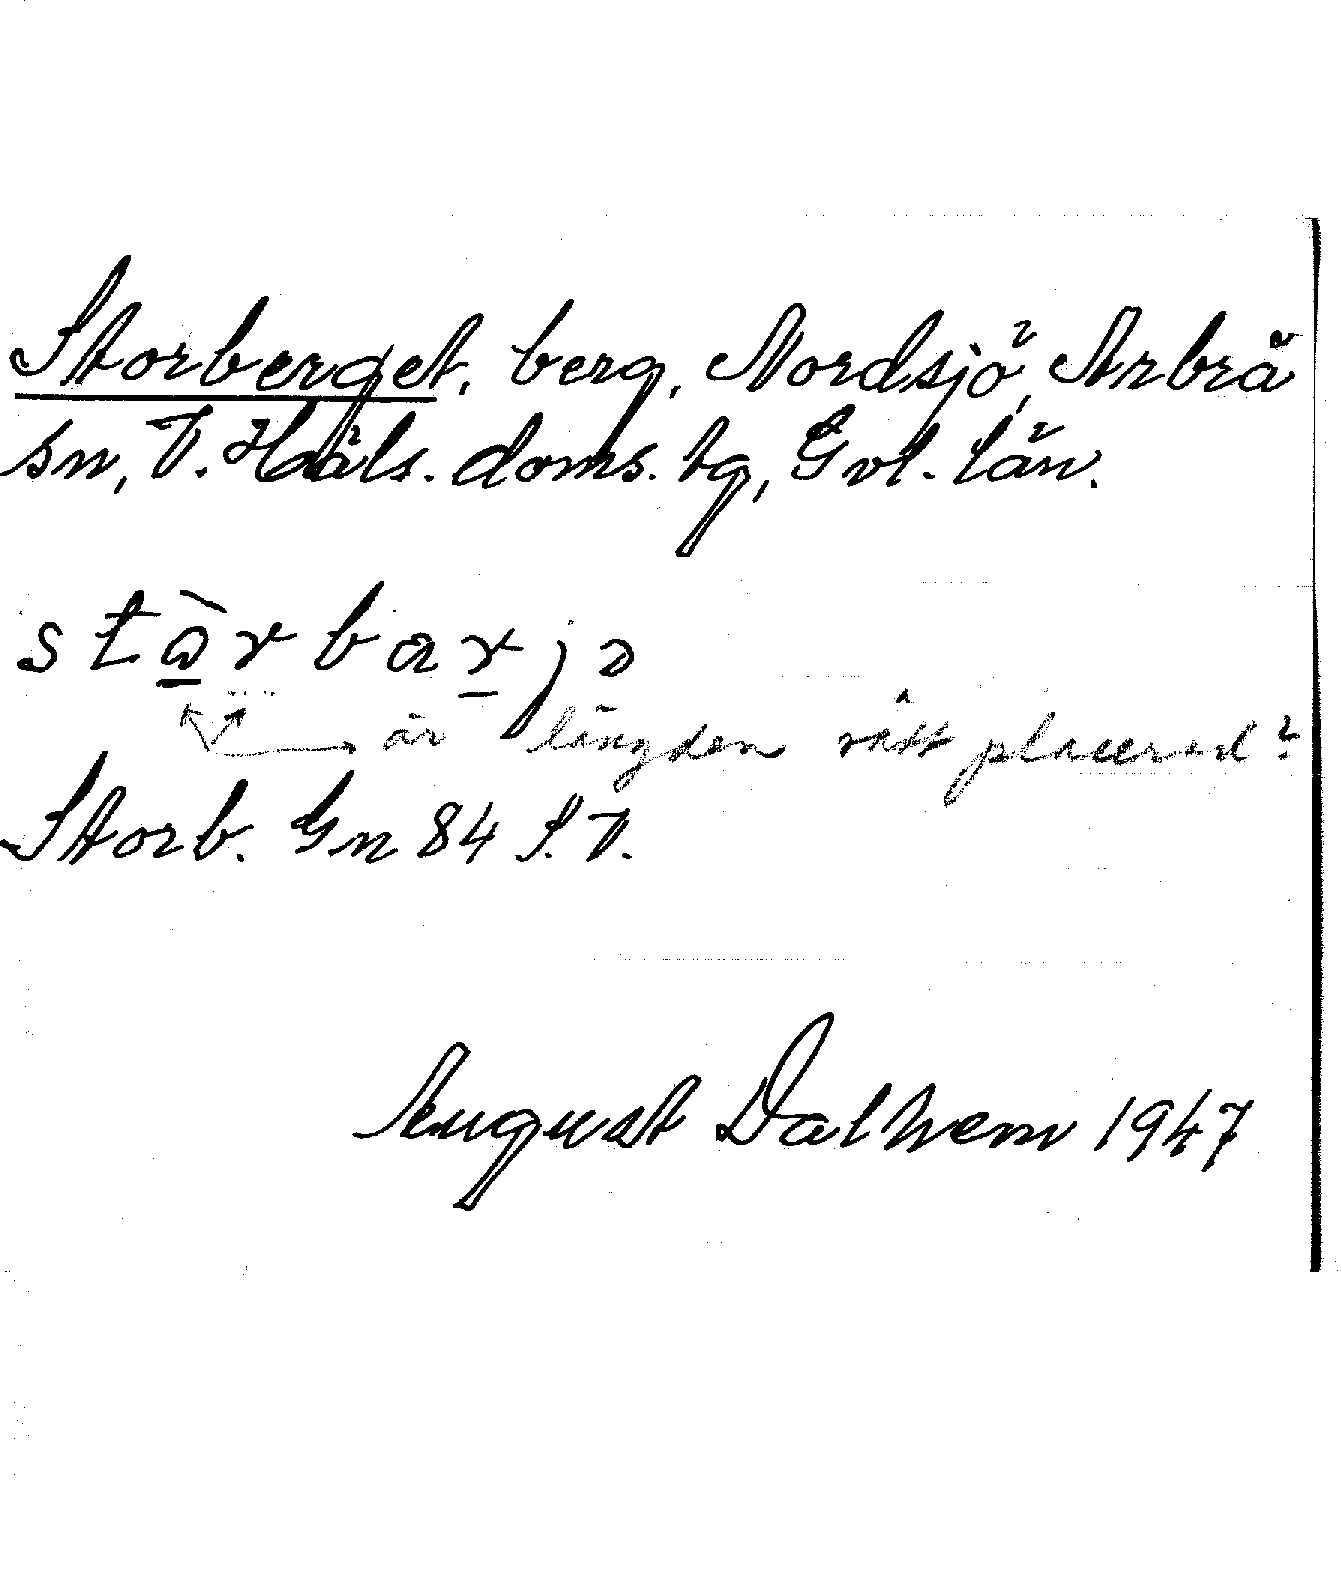 Storberget, berg, Nordsjö, Arbrå
sn, V. Häls. doms. tg, Gvl. län.
stòrbarjə
är längden rätt placerad?
Storb. Gn 84 S.V.
August Dalhem 1947